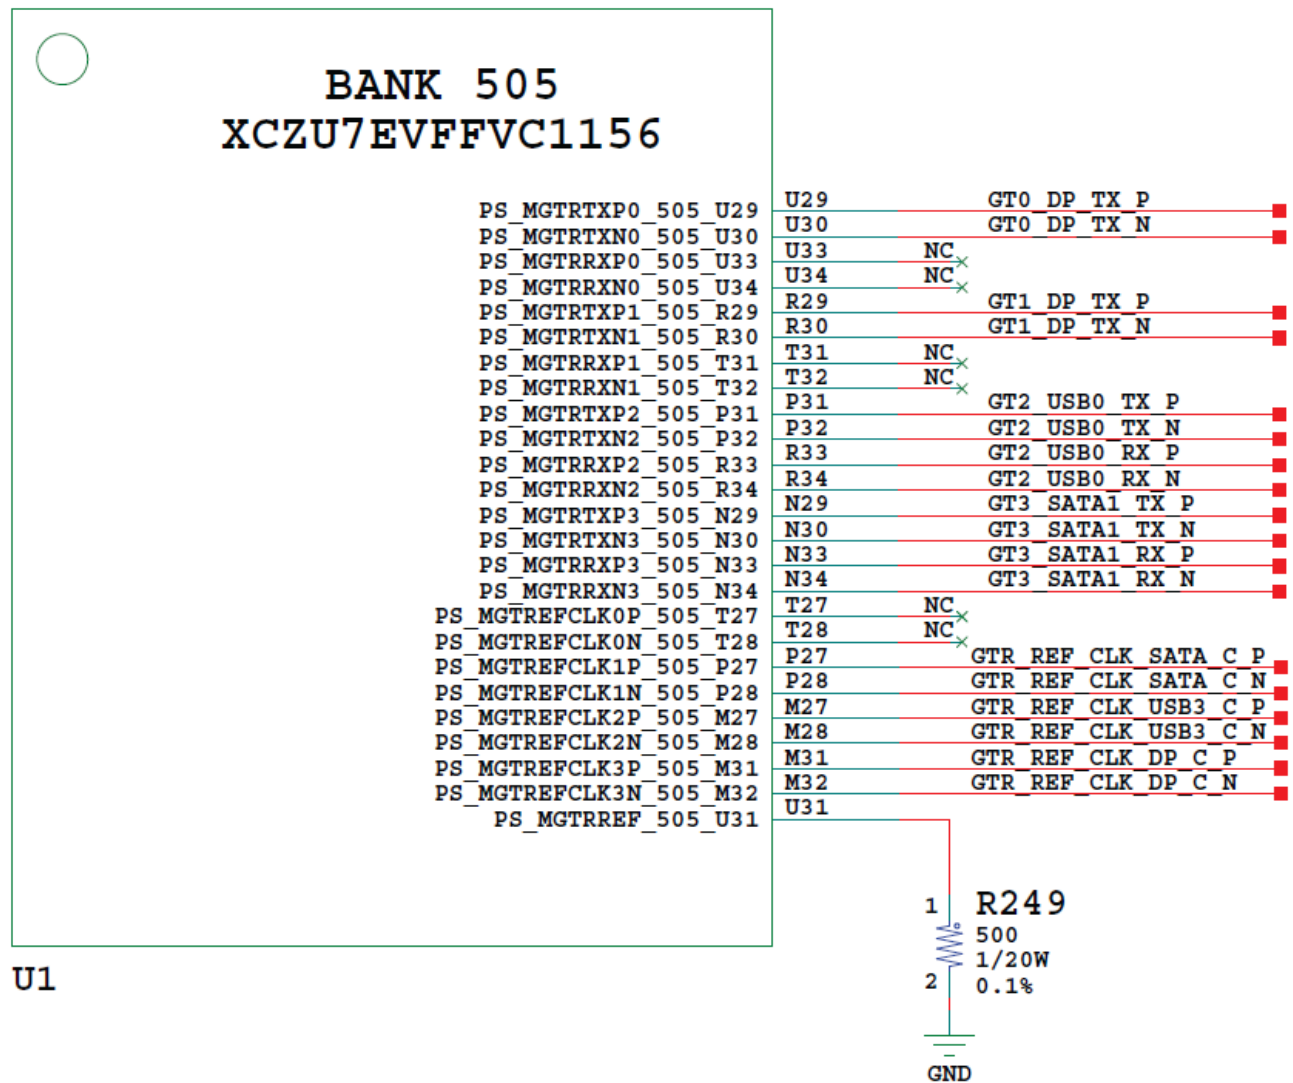 BANK 505
XCZU7EVFFVC1156
PS_MGTRTXP0_505_U29 U29 GT0_DP_TX_P
PS_MGTRTXN0_505_U30 U30 GT0_DP_TX_N
PS_MGTRRXP0_505_U33 U33 NC
PS_MGTRRXN0_505_U34 U34 NC
PS_MGTRTXP1_505_R29 R29 GT1_DP_TX_P
PS_MGTRTXN1_505_R30 R30 GT1_DP_TX_N
PS_MGTRRXP1_505_T31 T31 NC
PS_MGTRRXN1_505_T32 T32 NC
PS_MGTRTXP2_505_P31 P31 GT2_USB0_TX_P
PS_MGTRTXN2_505_P32 P32 GT2_USB0_TX_N
PS_MGTRRXP2_505_R33 R33 GT2_USB0_RX_P
PS_MGTRRXN2_505_R34 R34 GT2_USB0_RX_N
PS_MGTRTXP3_505_N29 N29 GT3_SATA1_TX_P
PS_MGTRTXN3_505_N30 N30 GT3_SATA1_TX_N
PS_MGTRRXP3_505_N33 N33 GT3_SATA1_RX_P
PS_MGTRRXN3_505_N34 N34 GT3_SATA1_RX_N
PS_MGTREFCLK0P_505_T27 T27 NC
PS_MGTREFCLK0N_505_T28 T28 NC
PS_MGTREFCLK1P_505_P27 P27 GTR_REF_CLK_SATA_C_P
PS_MGTREFCLK1N_505_P28 P28 GTR_REF_CLK_SATA_C_N
PS_MGTREFCLK2P_505_M27 M27 GTR_REF_CLK_USB3_C_P
PS_MGTREFCLK2N_505_M28 M28 GTR_REF_CLK_USB3_C_N
PS_MGTREFCLK3P_505_M31 M31 GTR_REF_CLK_DP_C_P
PS_MGTREFCLK3N_505_M32 M32 GTR_REF_CLK_DP_C_N
PS_MGTRREF_505_U31 U31
1 R249
500
1/20W
2 0.1%
U1
GND